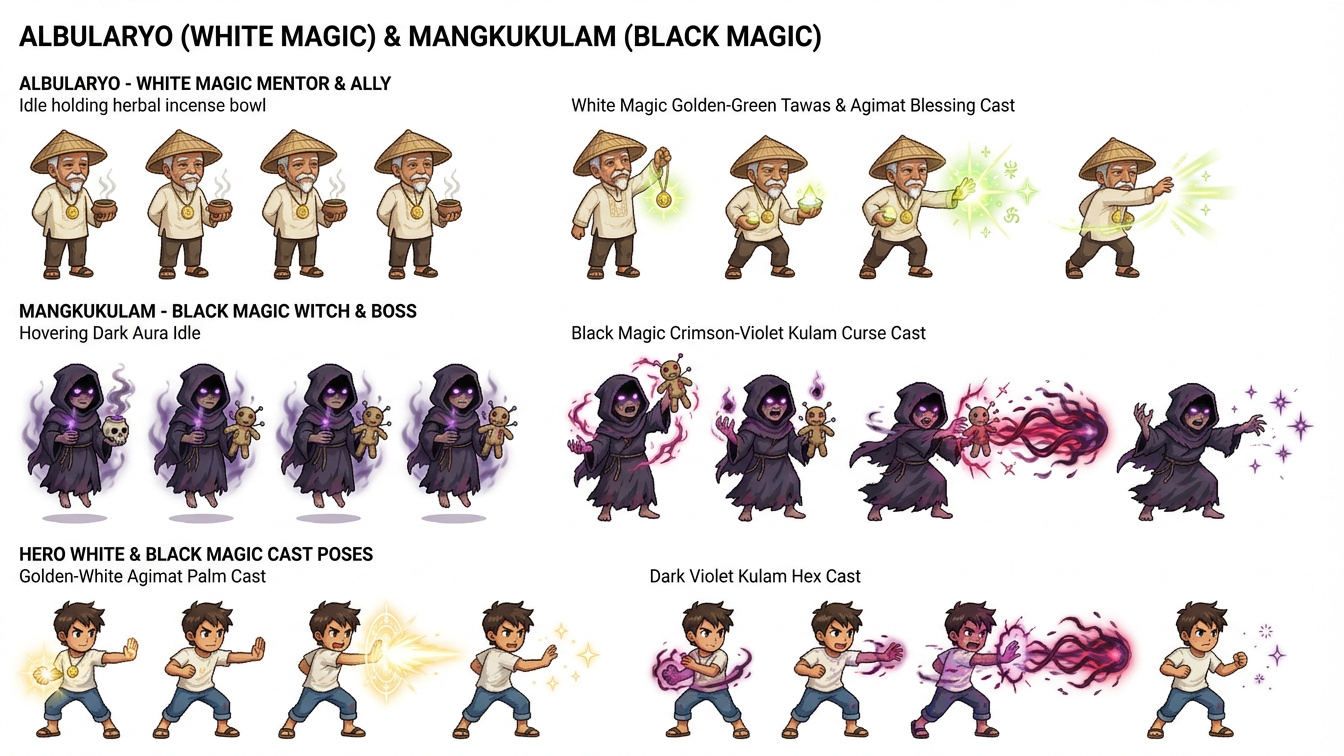 ALBULARYO (WHITE MAGIC) & MANGKUKULAM (BLACK MAGIC)
ALBULARYO - WHITE MAGIC MENTOR & ALLY
Idle holding herbal incense bowl
White Magic Golden-Green Tawas & Agimat Blessing Cast
MANGKUKULAM - BLACK MAGIC WITCH & BOSS
Hovering Dark Aura Idle
Black Magic Crimson-Violet Kulam Curse Cast
HERO WHITE & BLACK MAGIC CAST POSES
Golden-White Agimat Palm Cast
Dark Violet Kulam Hex Cast